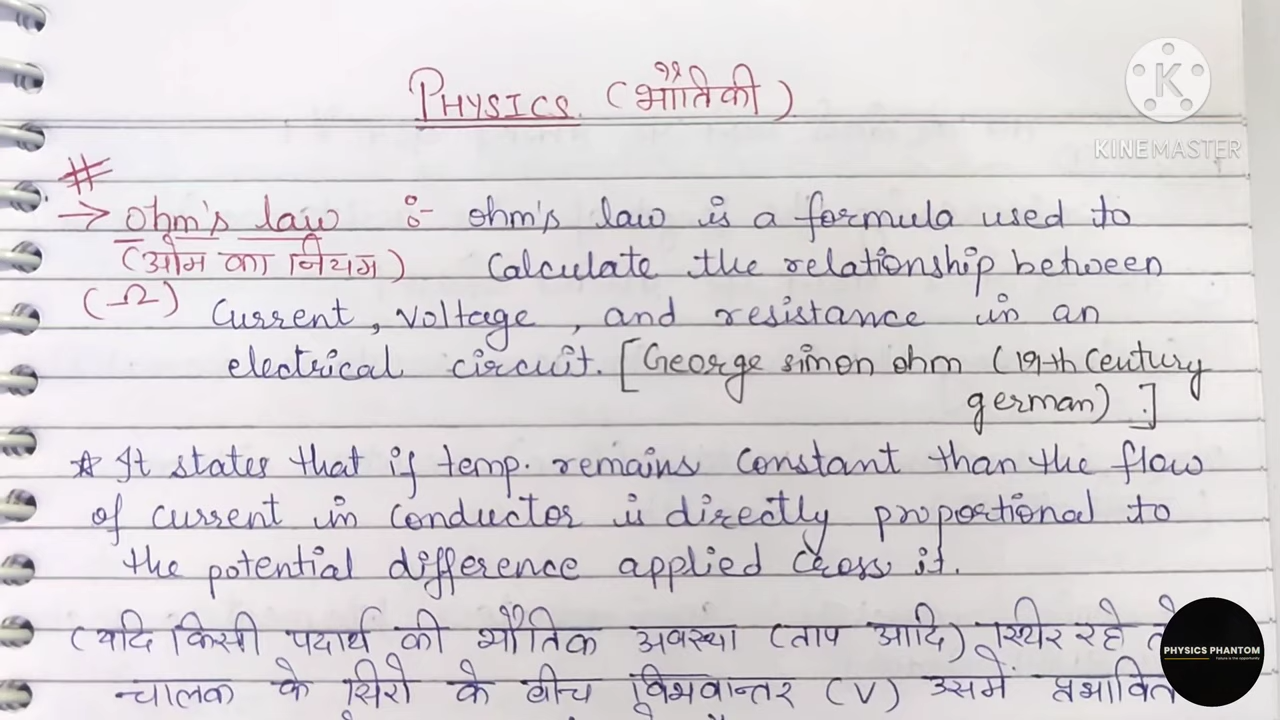 PHYSICS (भौतिकी)
KINEMASTER
#
→ ohm's law :- ohm's law is a formula used to
(ओम का नियम) Calculate the relationship between
(Ω) Current, voltage, and resistance in an
electrical circuit. [George simon ohm (19th Century
german).]
* It states that if temp. remains constant than the flow
of current in conductor is directly proportional to
the potential difference applied cross it.
(यदि किसी पदार्थ की भौतिक अवस्था (ताप आदि) स्थिर रहे
चालक के सिरो के बीच विभवान्तर (V) उसमें
PHYSICS PHANTOM